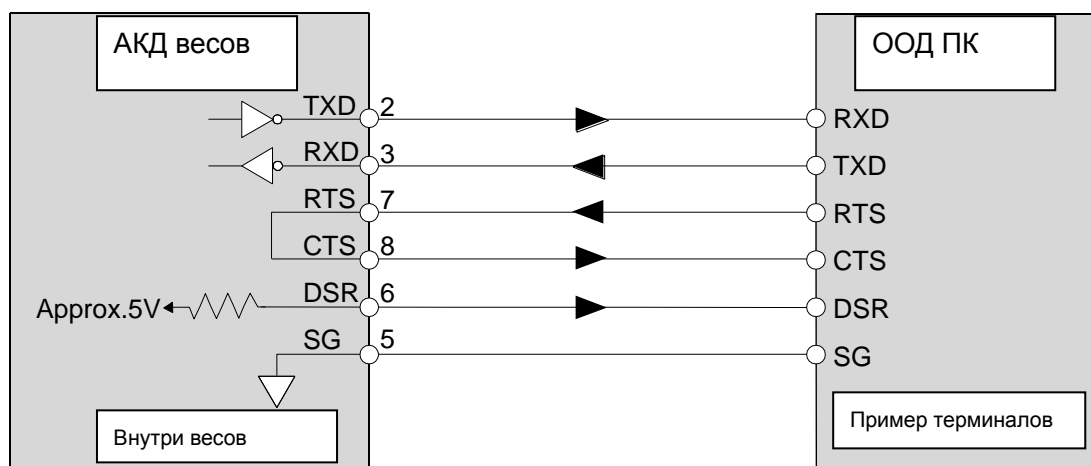 АКД весов
ООД ПК
TXD 2 RXD
RXD 3 TXD
RTS 7 RTS
CTS 8 CTS
Approx.5V DSR 6 DSR
SG 5 SG
Внутри весов
Пример терминалов